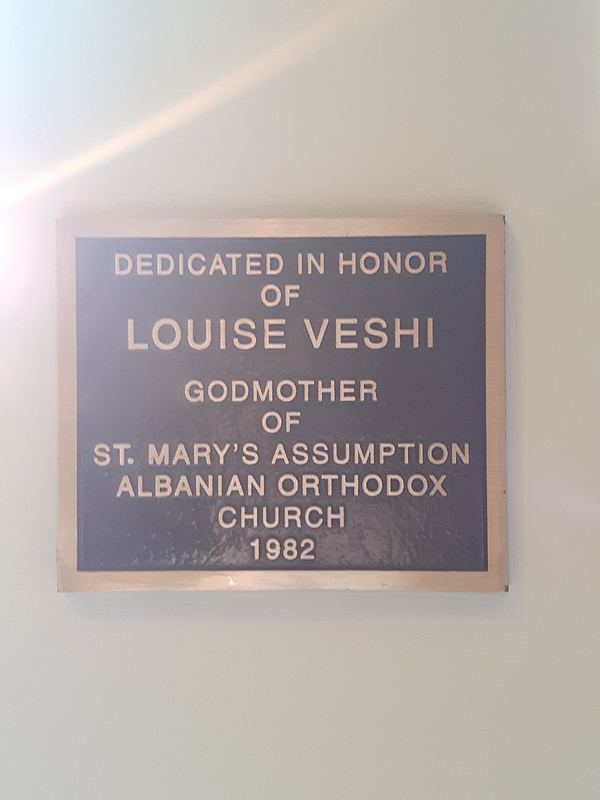 DEDICATED IN HONOR
OF
LOUISE VESHI
GODMOTHER
OF
ST. MARY'S ASSUMPTION
ALBANIAN ORTHODOX
CHURCH
1982